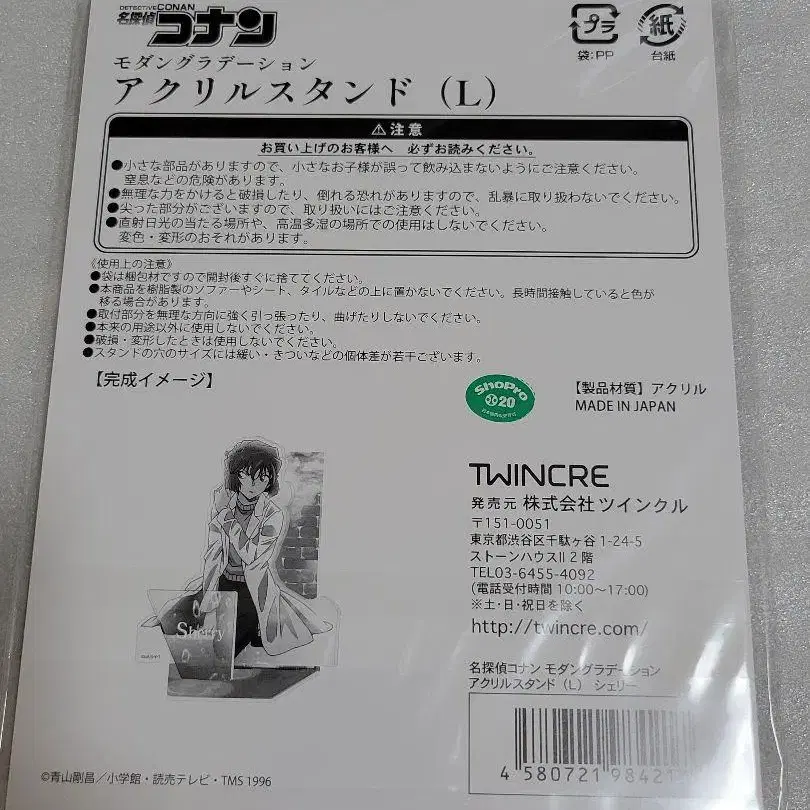 DETECTIVE CONAN
名探偵コナン
プラ
袋:PP
紙
台紙
モダングラデーション
アクリルスタンド（L）
⚠注意
お買い上げのお客様へ　必ずお読みください。
●小さな部品がありますので、小さなお子様が誤って飲み込まないようにご注意ください。
窒息などの危険があります。
●無理な力をかけると破損したり、倒れる恐れがありますので、乱暴に取り扱わないでください。
●尖った部分がございますので、取り扱いにはご注意ください。
●直射日光の当たる場所や、高温多湿の場所での使用はしないでください。
変色・変形のおそれがあります。
《使用上の注意》
●袋は梱包材ですので開封後すぐに捨ててください。
●本商品を樹脂製のソファーやシート、タイルなどの上に置かないでください。長時間接触していると色が
移る場合があります。
●取付部分を無理な方向に強く引っ張ったり、曲げたりしないでください。
●本来の用途以外に使用しないでください。
●破損・変形したときは使用しないでください。
●スタンドの穴のサイズには緩い・きついなどの個体差が若干ございます。
【完成イメージ】
ShoPro
20
【製品材質】アクリル
MADE IN JAPAN
Sherry
TWINCRE
発売元 株式会社ツインクル
〒151-0051
東京都渋谷区千駄ヶ谷 1-24-5
ストーンハウスⅡ 2 階
TEL03-6455-4092
(電話受付時間 10:00～17:00)
※土・日・祝日を除く
http://twincre.com/
名探偵コナン モダングラデーション
アクリルスタンド（L）　シェリー
4 580721 98421
©青山剛昌／小学館・読売テレビ・TMS 1996